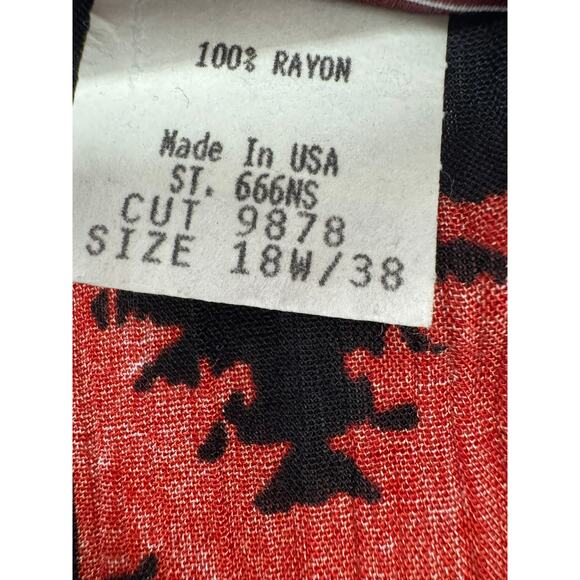 100% RAYON
Made In USA
ST. 666NS
CUT 9878
SIZE 18W/38